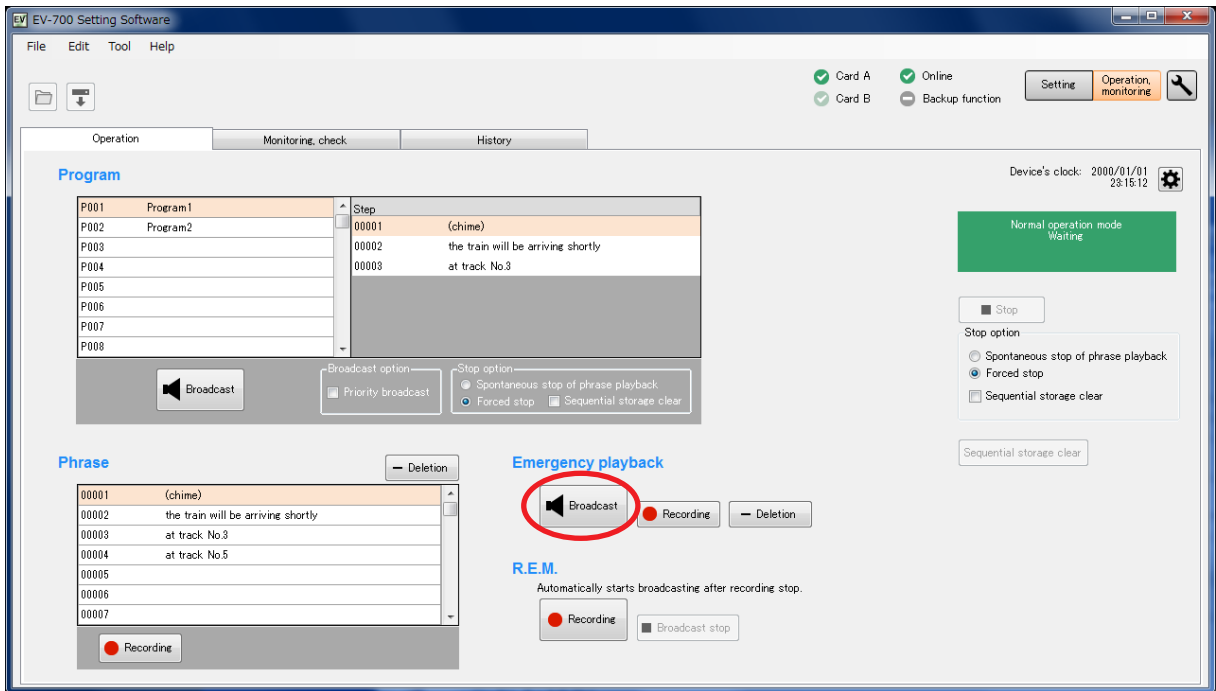 EV EV-700 Setting Software
File Edit Tool Help
Card A Online
Card B Backup function
Setting
Operation,
monitoring
Operation Monitoring, check History
Device's clock: 2000/01/01
23:15:12
Program
P001 Program1
P002 Program2
P003
P004
P005
P006
P007
P008
Step
00001 (chime)
00002 the train will be arriving shortly
00003 at track No.3
Broadcast
Broadcast option
Priority broadcast
Stop option
Spontaneous stop of phrase playback
Forced stop Sequential storage clear
Normal operation mode
Waiting
Stop
Stop option
Spontaneous stop of phrase playback
Forced stop
Sequential storage clear
Sequential storage clear
Phrase
Deletion
00001 (chime)
00002 the train will be arriving shortly
00003 at track No.3
00004 at track No.5
00005
00006
00007
Recording
Emergency playback
Broadcast Recording Deletion
R.E.M.
Automatically starts broadcasting after recording stop.
Recording Broadcast stop